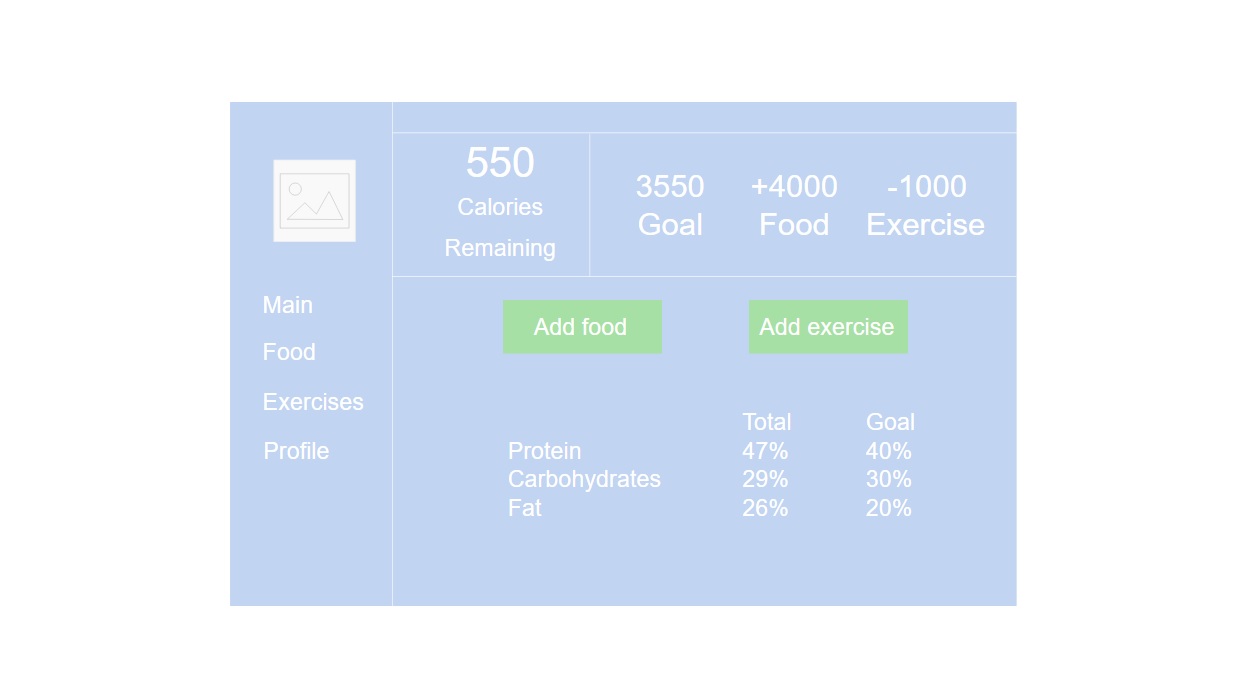 Main
Food
Exercises
Profile
550
Calories
Remaining
3550 +4000 -1000
Goal Food Exercise
Add food Add exercise
Total Goal
Protein 47% 40%
Carbohydrates 29% 30%
Fat 26% 20%